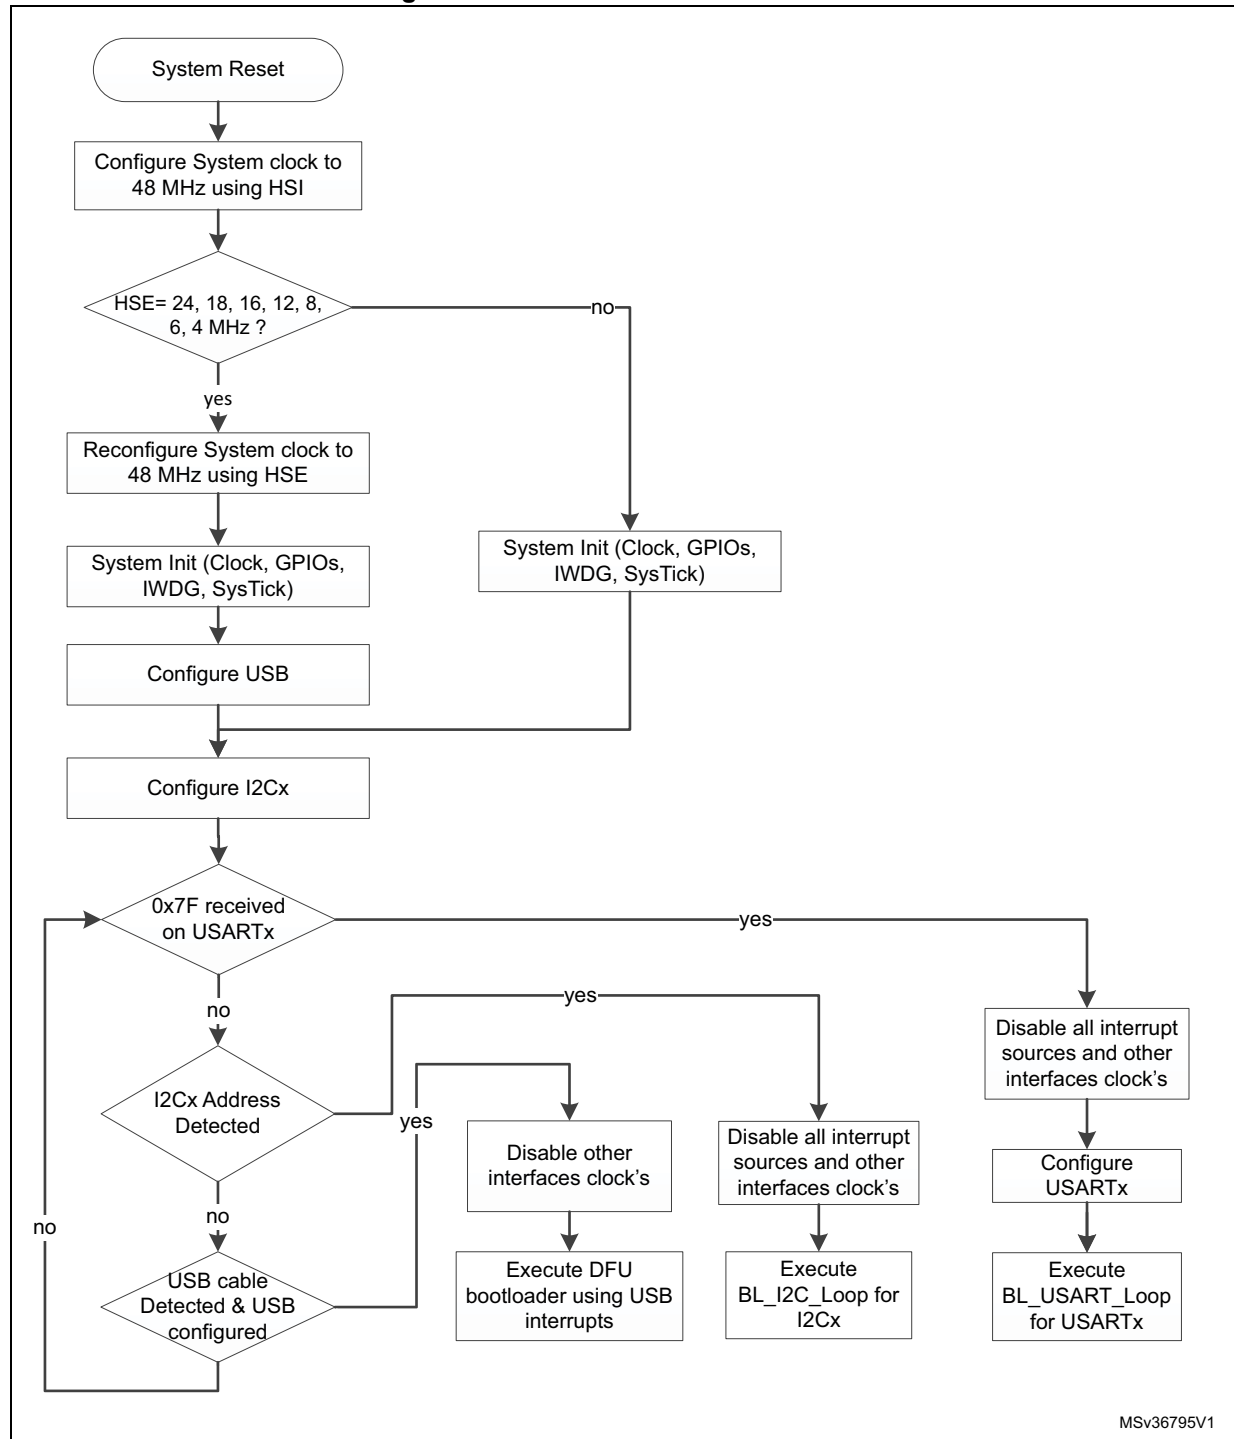 System Reset
Configure System clock to
48 MHz using HSI
HSE= 24, 18, 16, 12, 8,
6, 4 MHz ?
no
yes
Reconfigure System clock to
48 MHz using HSE
System Init (Clock, GPIOs,
IWDG, SysTick)
System Init (Clock, GPIOs,
IWDG, SysTick)
Configure USB
Configure I2Cx
0x7F received
on USARTx
yes
no
yes
I2Cx Address
Detected
yes
no
no
USB cable
Detected & USB
configured
Disable other
interfaces clock's
Execute DFU
bootloader using USB
interrupts
Disable all interrupt
sources and other
interfaces clock's
Execute
BL_I2C_Loop for
I2Cx
Disable all interrupt
sources and other
interfaces clock's
Configure
USARTx
Execute
BL_USART_Loop
for USARTx
MSv36795V1